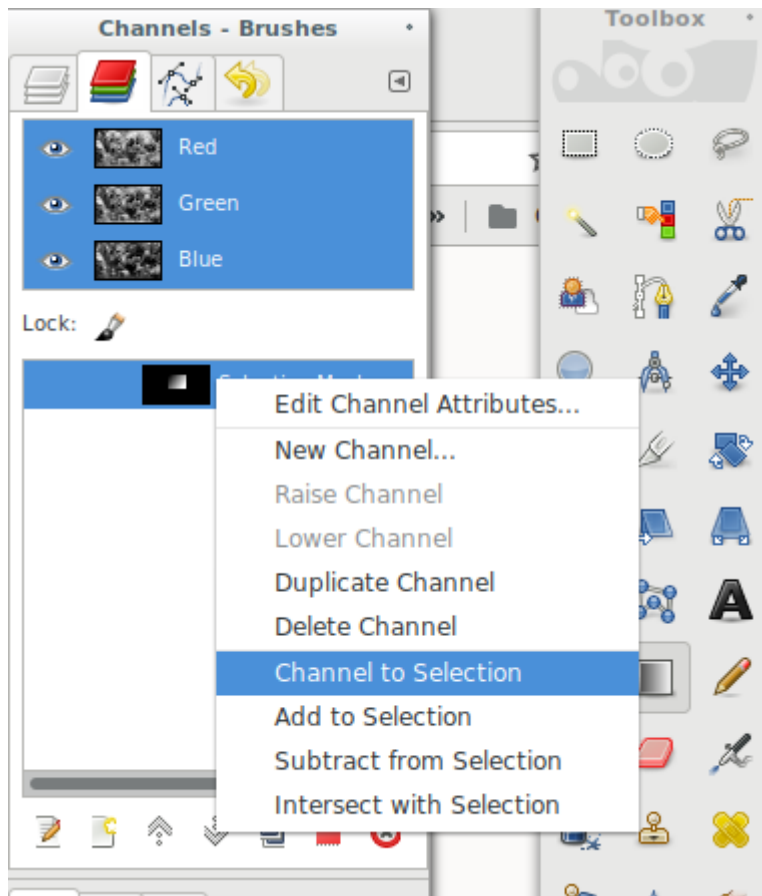 Channels - Brushes
Toolbox
Red
Green
Blue
Lock:
Edit Channel Attributes...
New Channel...
Raise Channel
Lower Channel
Duplicate Channel
Delete Channel
Channel to Selection
Add to Selection
Subtract from Selection
Intersect with Selection